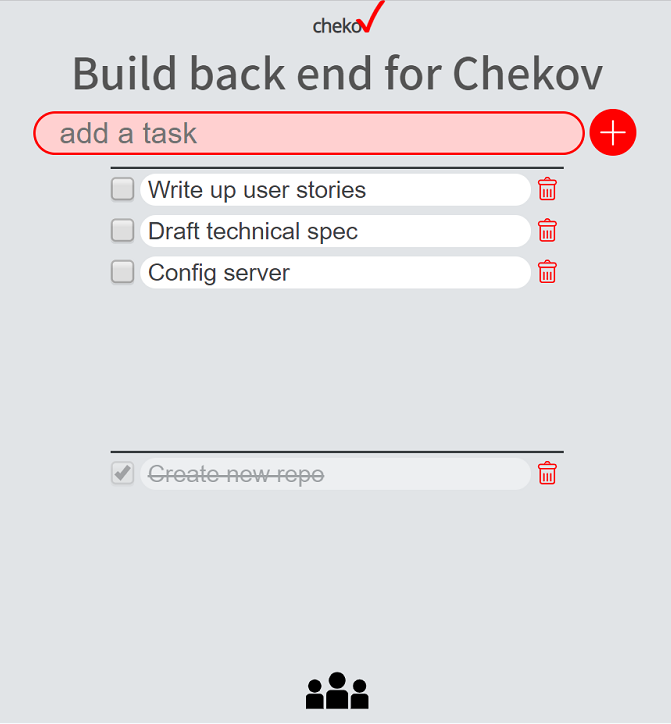 cheko✓
Build back end for Chekov
add a task
Write up user stories
Draft technical spec
Config server
Create new repo